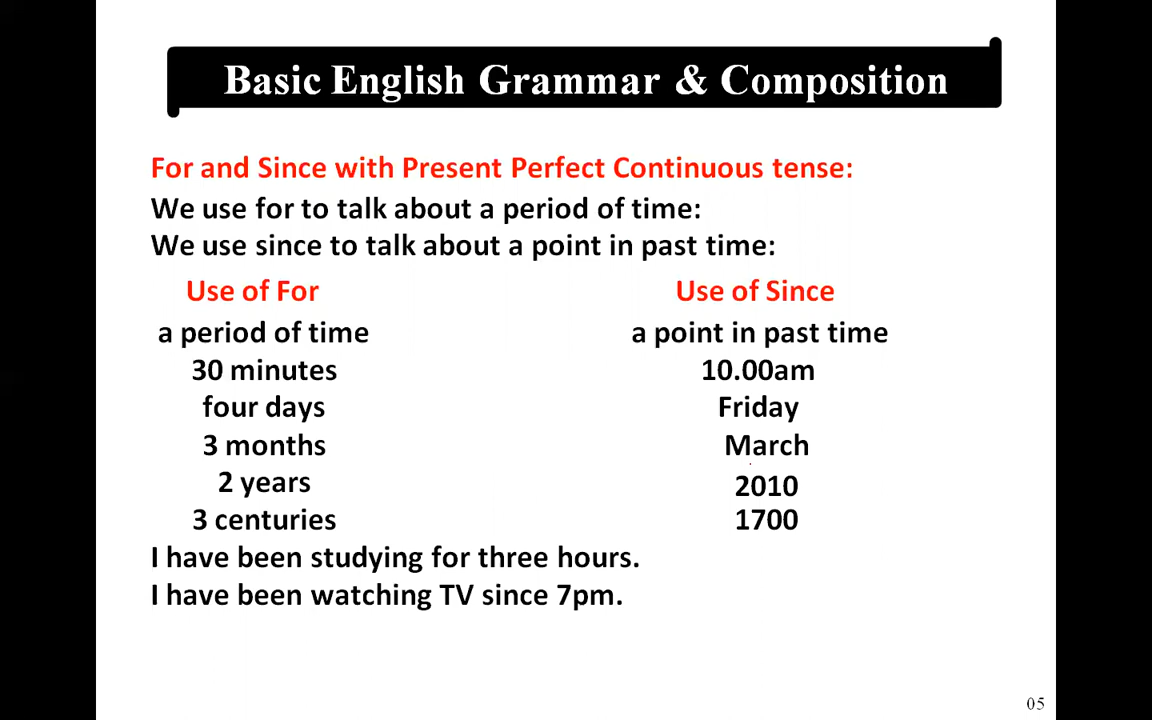 Basic English Grammar & Composition
For and Since with Present Perfect Continuous tense:
We use for to talk about a period of time:
We use since to talk about a point in past time:
Use of For Use of Since
a period of time a point in past time
30 minutes 10.00am
four days Friday
3 months March
2 years 2010
3 centuries 1700
I have been studying for three hours.
I have been watching TV since 7pm.
05